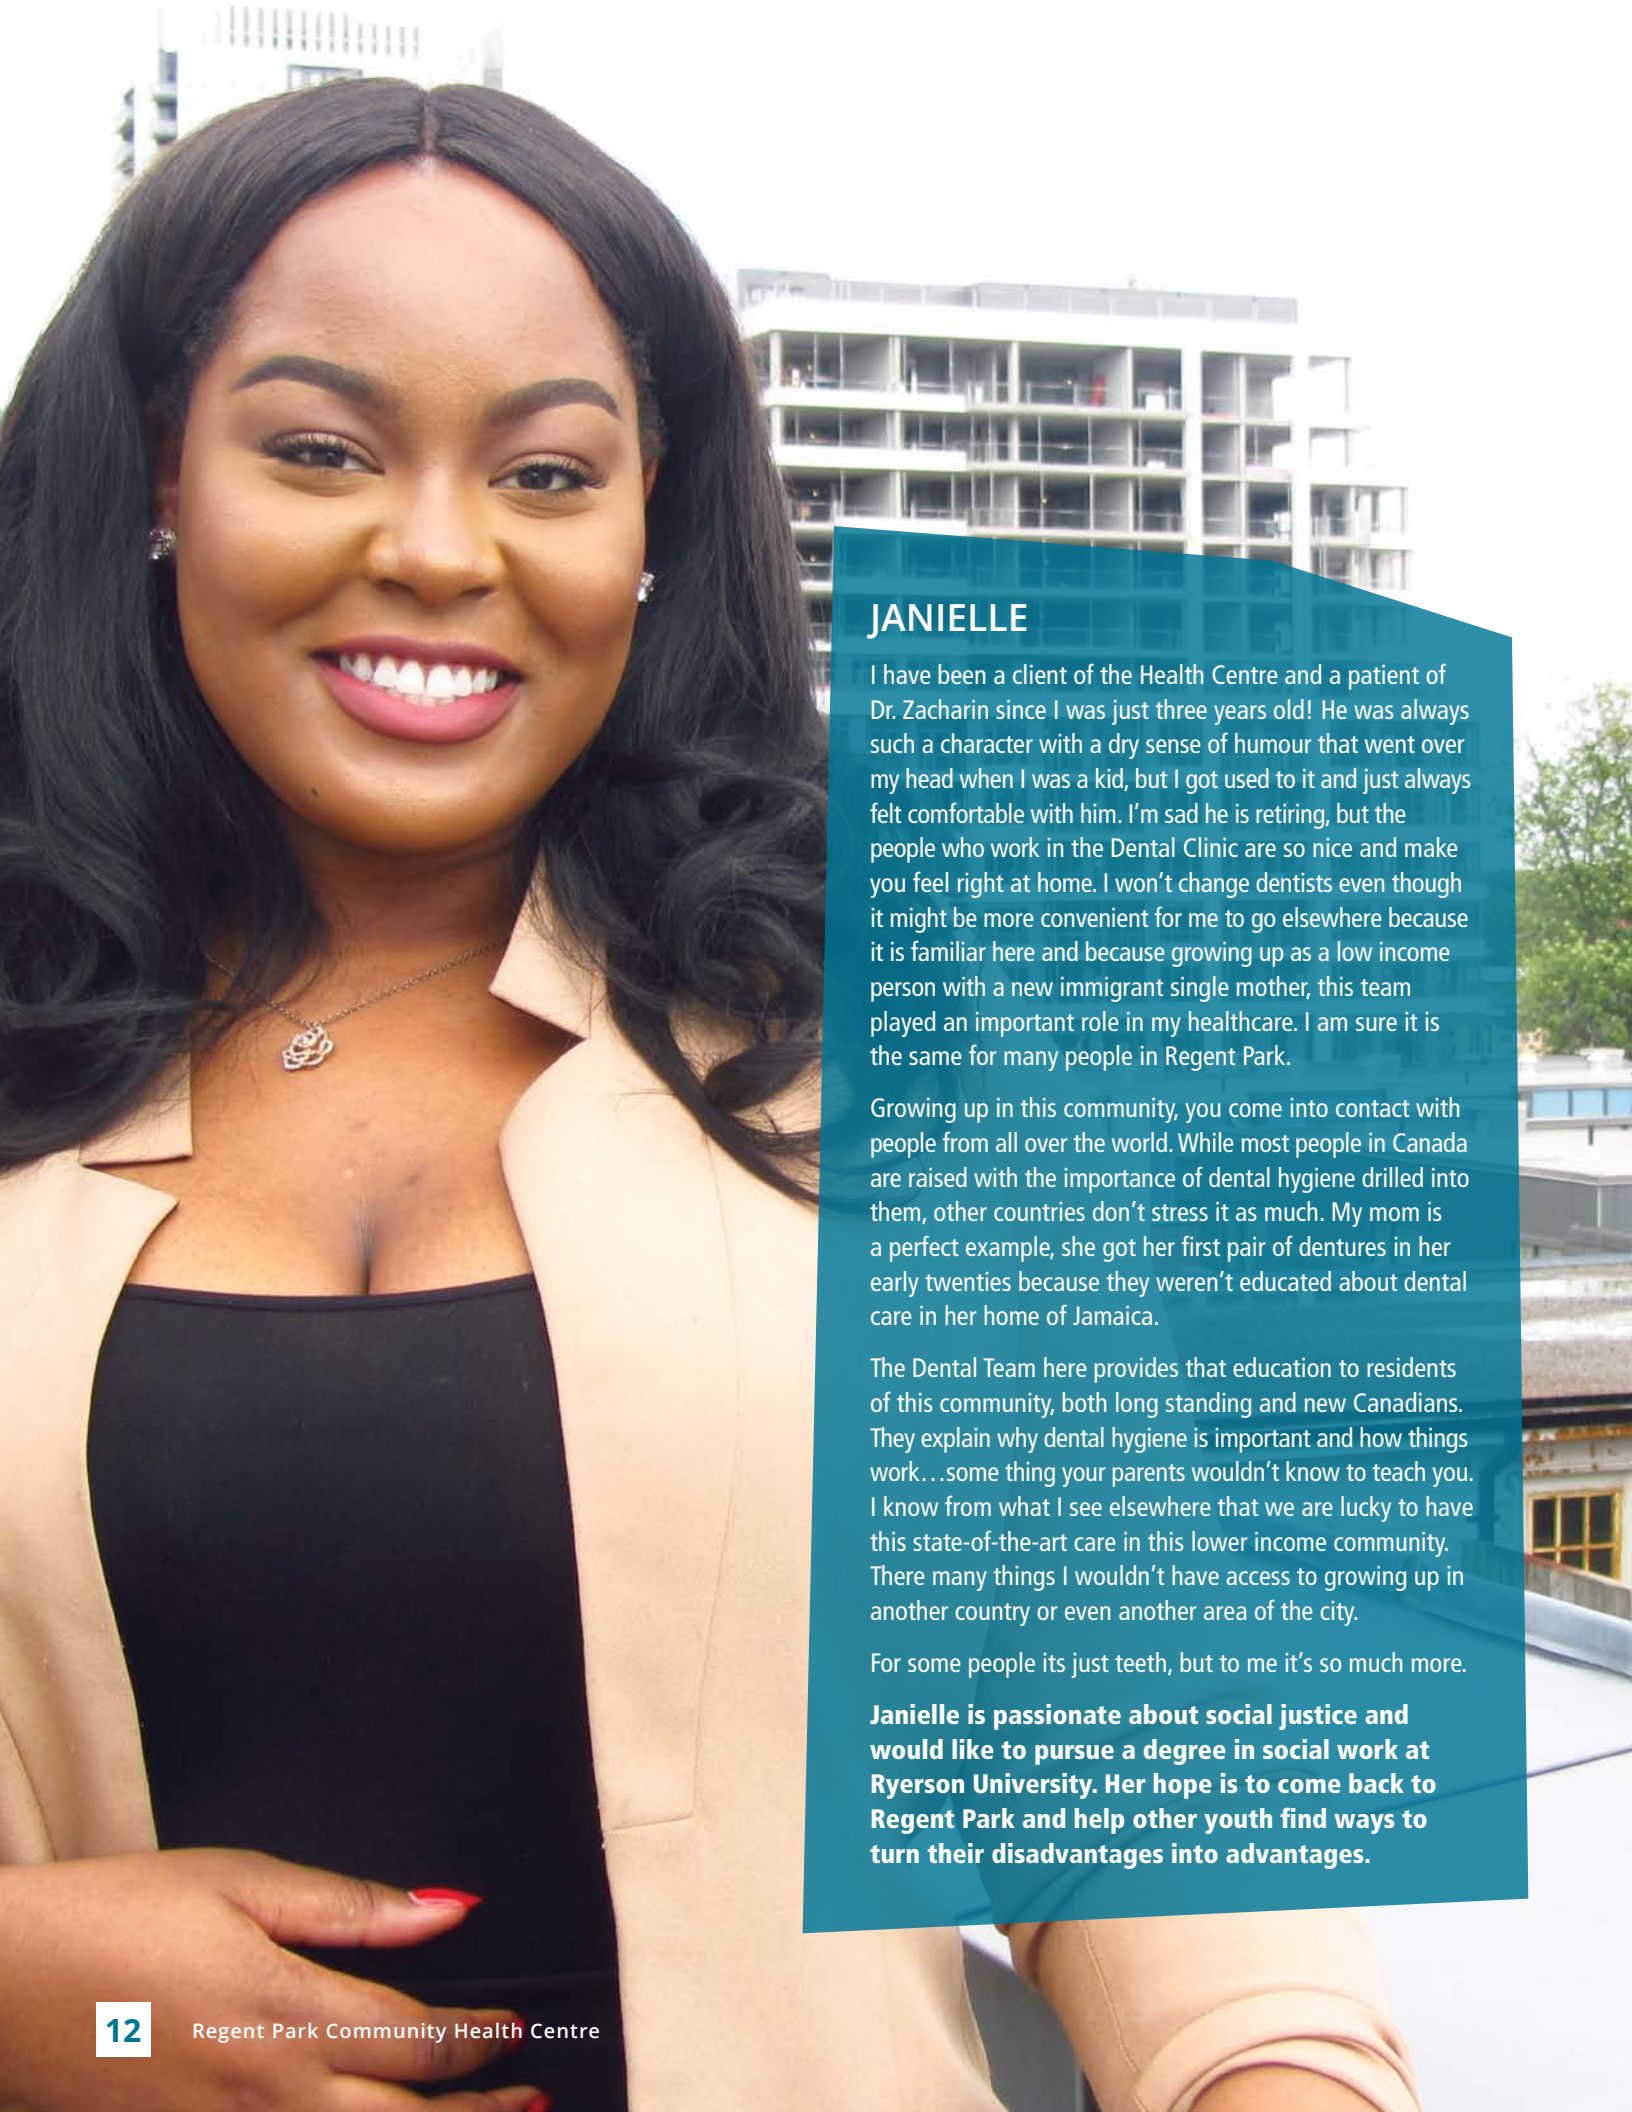 JANIELLE
I have been a client of the Health Centre and a patient of
Dr. Zacharin since I was just three years old! He was always
such a character with a dry sense of humour that went over
my head when I was a kid, but I got used to it and just always
felt comfortable with him. I’m sad he is retiring, but the
people who work in the Dental Clinic are so nice and make
you feel right at home. I won’t change dentists even though
it might be more convenient for me to go elsewhere because
it is familiar here and because growing up as a low income
person with a new immigrant single mother, this team
played an important role in my healthcare. I am sure it is
the same for many people in Regent Park.
Growing up in this community, you come into contact with
people from all over the world. While most people in Canada
are raised with the importance of dental hygiene drilled into
them, other countries don’t stress it as much. My mom is
a perfect example, she got her first pair of dentures in her
early twenties because they weren’t educated about dental
care in her home of Jamaica.
The Dental Team here provides that education to residents
of this community, both long standing and new Canadians.
They explain why dental hygiene is important and how things
work…some thing your parents wouldn’t know to teach you.
I know from what I see elsewhere that we are lucky to have
this state-of-the-art care in this lower income community.
There many things I wouldn’t have access to growing up in
another country or even another area of the city.
For some people its just teeth, but to me it’s so much more.
Janielle is passionate about social justice and
would like to pursue a degree in social work at
Ryerson University. Her hope is to come back to
Regent Park and help other youth find ways to
turn their disadvantages into advantages.
12 Regent Park Community Health Centre